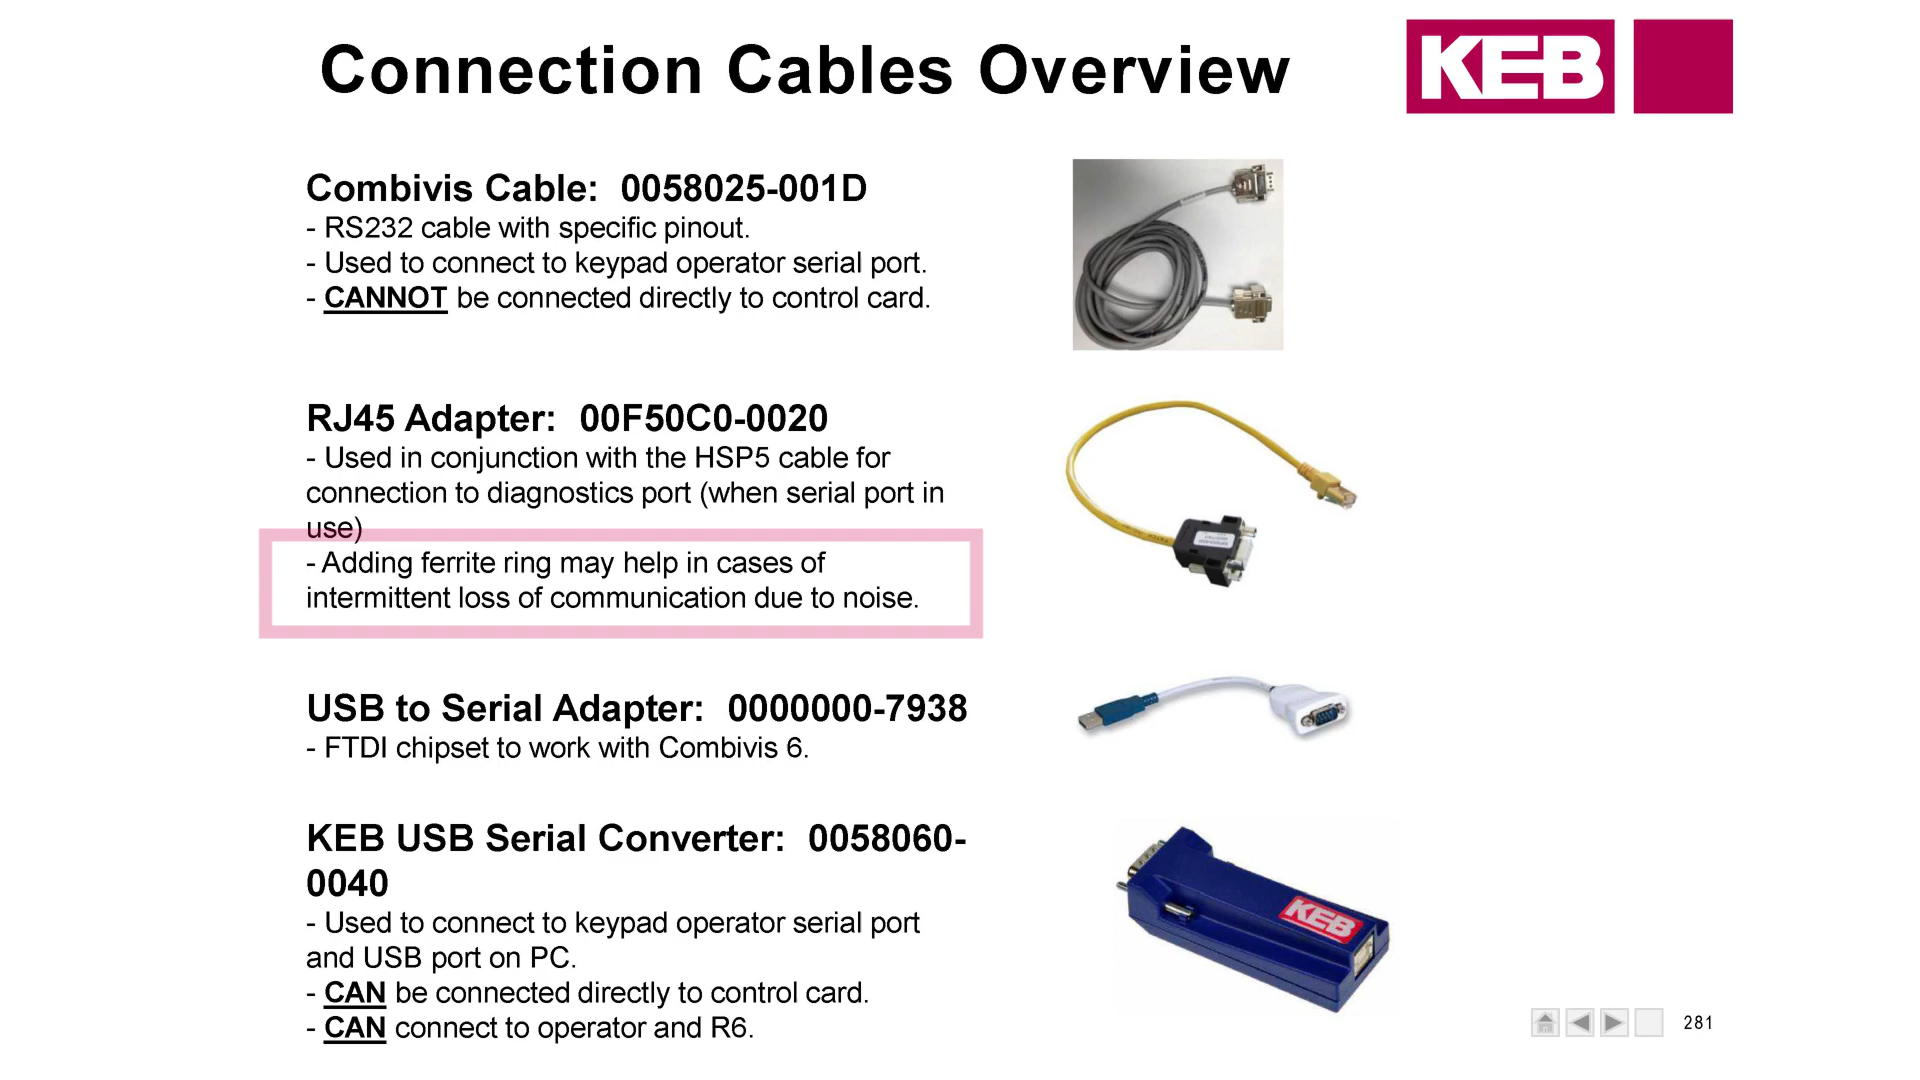 Connection Cables Overview
KEB
Combivis Cable: 0058025-001D
- RS232 cable with specific pinout.
- Used to connect to keypad operator serial port.
- CANNOT be connected directly to control card.
RJ45 Adapter: 00F50C0-0020
- Used in conjunction with the HSP5 cable for
connection to diagnostics port (when serial port in
use)
- Adding ferrite ring may help in cases of
intermittent loss of communication due to noise.
USB to Serial Adapter: 0000000-7938
- FTDI chipset to work with Combivis 6.
KEB USB Serial Converter: 0058060-
0040
- Used to connect to keypad operator serial port
and USB port on PC.
- CAN be connected directly to control card.
- CAN connect to operator and R6.
KEB
281